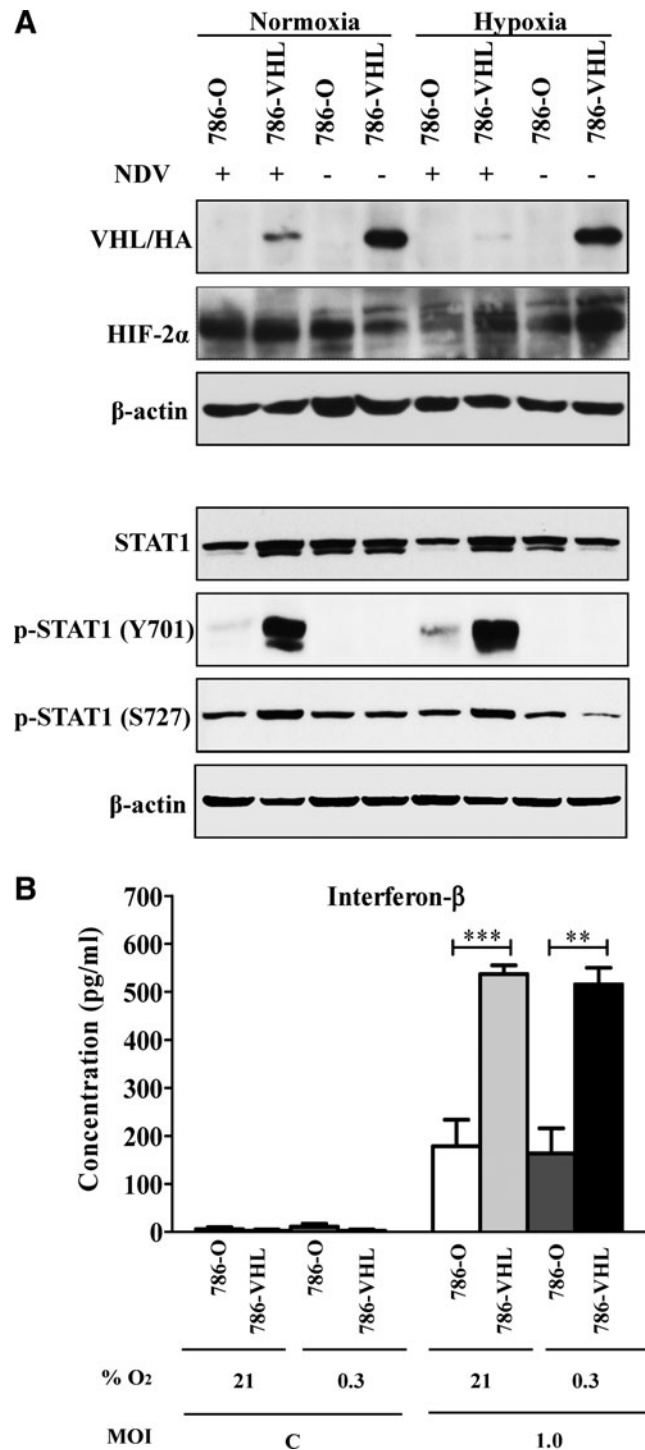 A
Normoxia Hypoxia
786-O 786-VHL 786-O 786-VHL 786-O 786-VHL 786-O 786-VHL
NDV + + - - + + - -
VHL/HA
HIF-2α
β-actin
STAT1
p-STAT1 (Y701)
p-STAT1 (S727)
β-actin
B
Interferon-β
Concentration (pg/ml)
700
600
500
400
300
200
100
0
*** **
786-O 786-VHL 786-O 786-VHL 786-O 786-VHL 786-O 786-VHL
% O₂ 21 0.3 21 0.3
MOI C 1.0